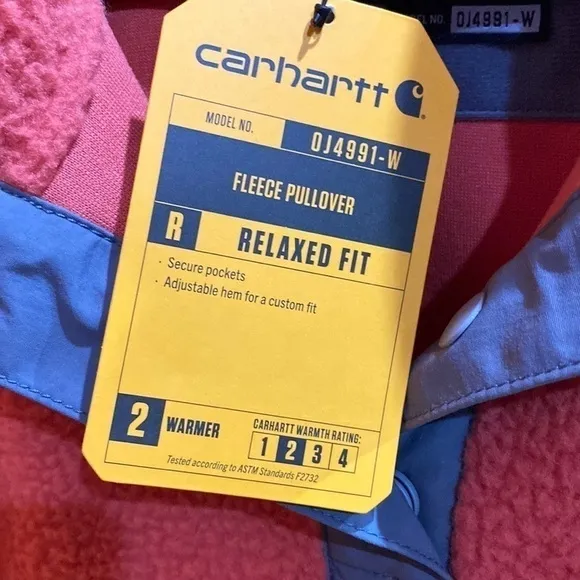 EL NO. OJ4991-W
carhartt
MODEL NO. OJ4991-W
FLEECE PULLOVER
R RELAXED FIT
· Secure pockets
· Adjustable hem for a custom fit
2 WARMER
CARHARTT WARMTH RATING:
1 2 3 4
Tested according to ASTM Standards F2732